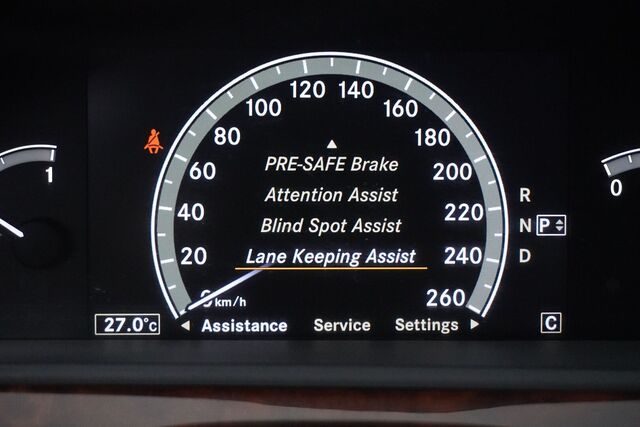 120 140
100 160
80 180
60 200
40 220
20 240
0 260
km/h
PRE-SAFE Brake
Attention Assist
Blind Spot Assist
Lane Keeping Assist
Assistance Service Settings
27.0°C
1
0
R
N P
D
C